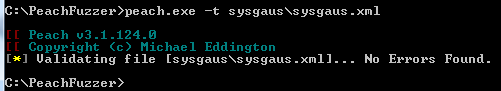 C:\PeachFuzzer>peach.exe -t sysgaus\sysgaus.xml
[[ Peach v3.1.124.0
[[ Copyright (c) Michael Eddington
[*] Validating file [sysgaus\sysgaus.xml]... No Errors Found.
C:\PeachFuzzer>